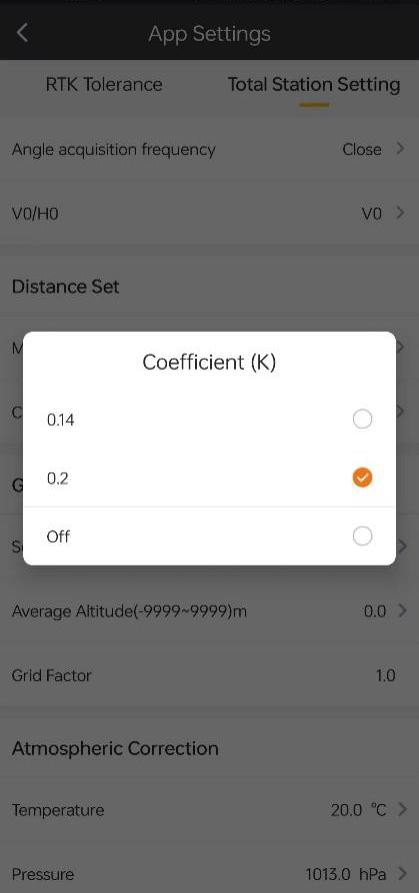 App Settings
RTK Tolerance Total Station Setting
Angle acquisition frequency Close
V0/H0 V0
Distance Set
M
Coefficient (K)
C
0.14
G
0.2
S
Off
Average Altitude(-9999~9999)m 0.0
Grid Factor 1.0
Atmospheric Correction
Temperature 20.0 °C
Pressure 1013.0 hPa